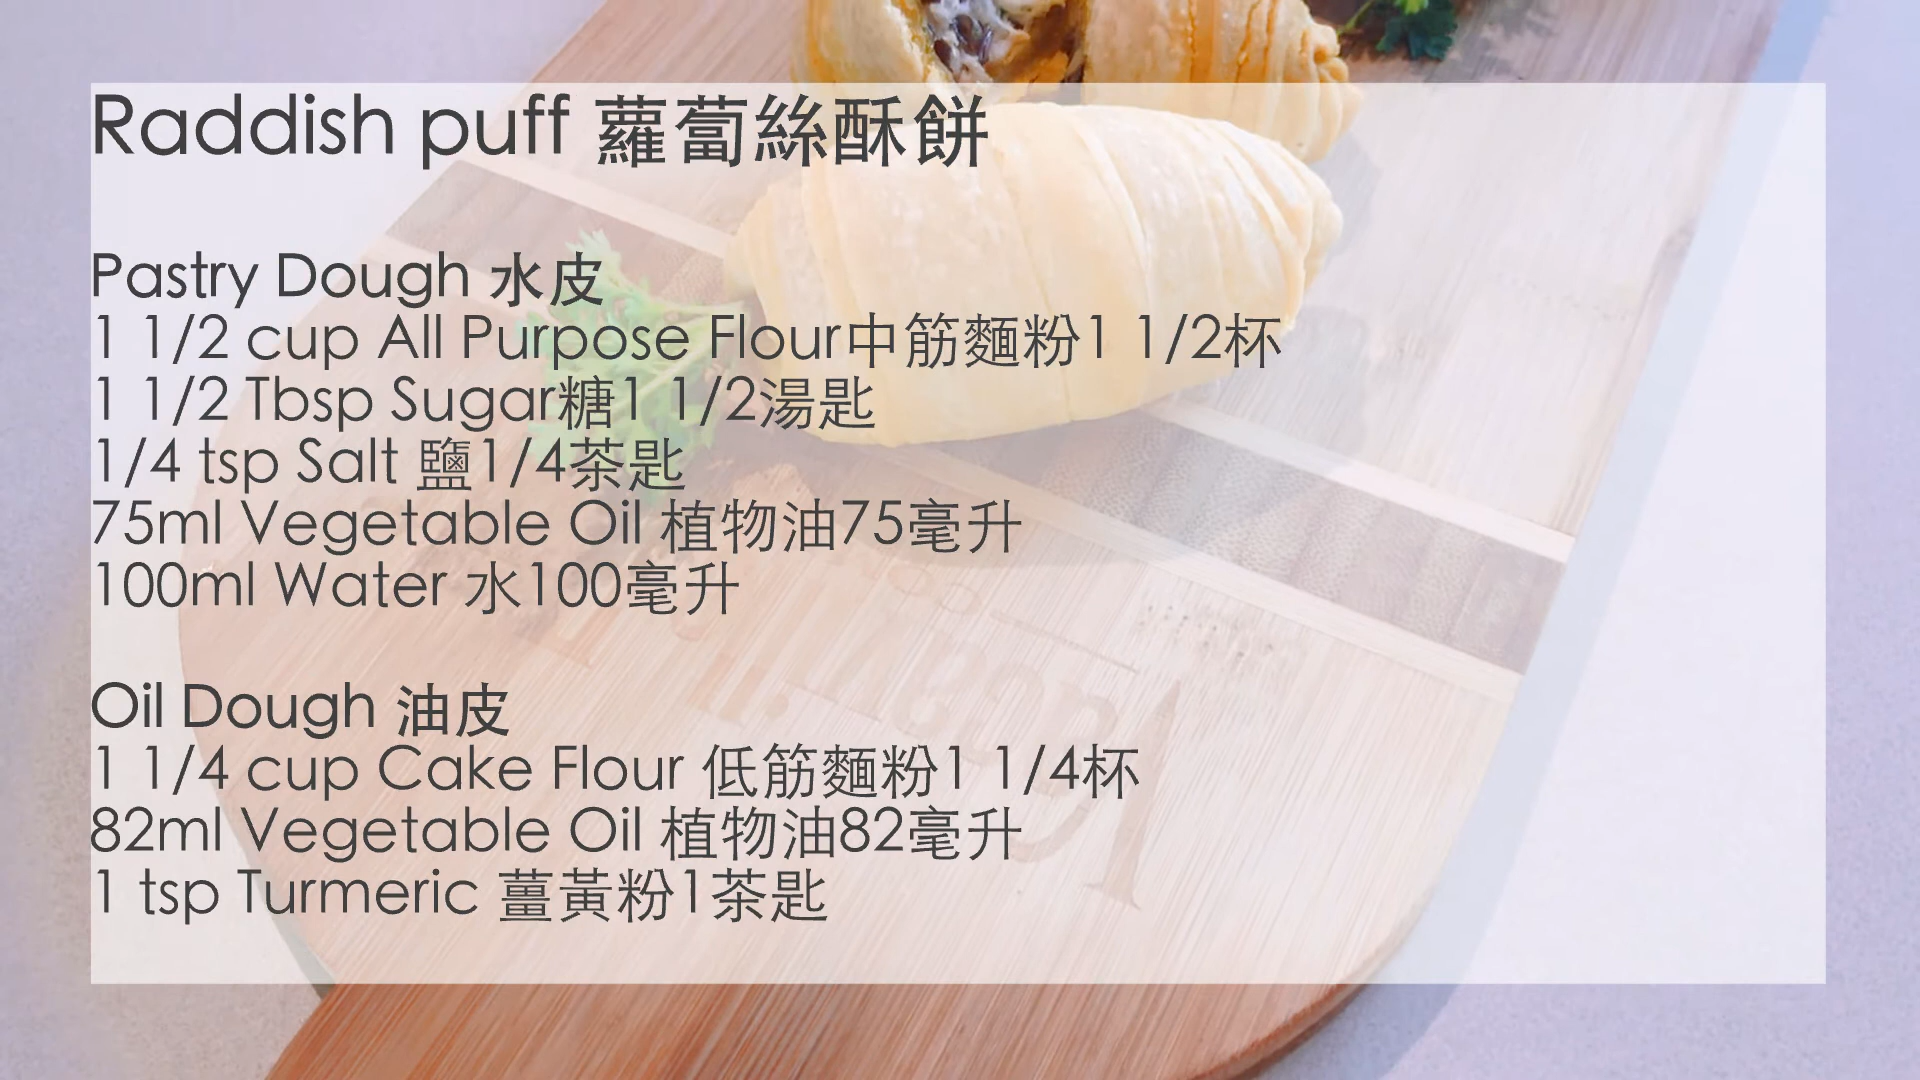 Raddish puff 蘿蔔絲酥餅
Pastry Dough 水皮
1 1/2 cup All Purpose Flour中筋麵粉1 1/2杯
1 1/2 Tbsp Sugar糖1 1/2湯匙
1/4 tsp Salt 鹽1/4茶匙
75ml Vegetable Oil 植物油75毫升
100ml Water 水100毫升
Oil Dough 油皮
1 1/4 cup Cake Flour 低筋麵粉1 1/4杯
82ml Vegetable Oil 植物油82毫升
1 tsp Turmeric 薑黃粉1茶匙